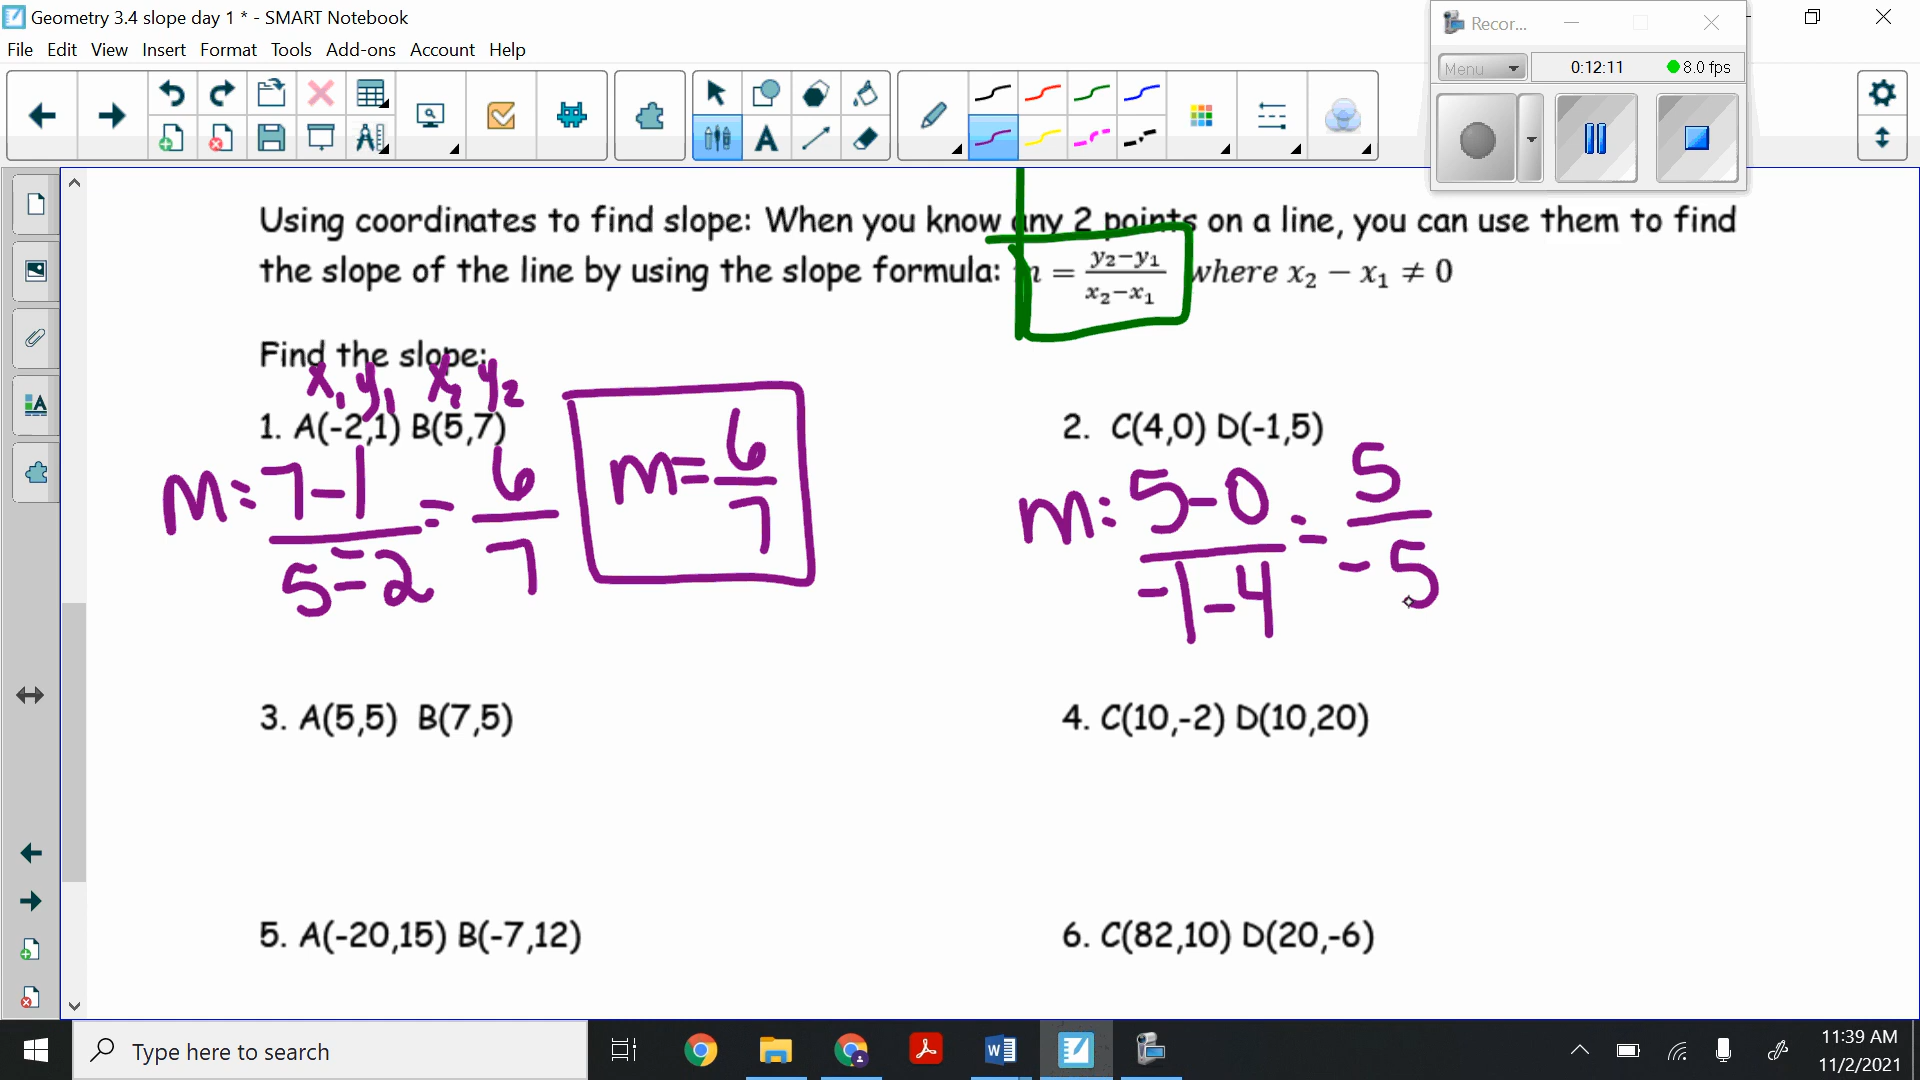 Geometry 3.4 slope day 1 * - SMART Notebook
File Edit View Insert Format Tools Add-ons Account Help
Recor...
Menu 0:12:11 8.0 fps
Using coordinates to find slope: When you know any 2 points on a line, you can use them to find
the slope of the line by using the slope formula: m = y₂−y₁ / x₂−x₁ where x₂ − x₁ ≠ 0
Find the slope:
x₁ y₁ x₂ y₂
1. A(-2,1) B(5,7)
m = 7-1 / 5--2 = 6/7
m = 6/7
2. C(4,0) D(-1,5)
m = 5-0 / -1-4 = 5/-5
3. A(5,5) B(7,5)
4. C(10,-2) D(10,20)
5. A(-20,15) B(-7,12)
6. C(82,10) D(20,-6)
Type here to search
11:39 AM
11/2/2021